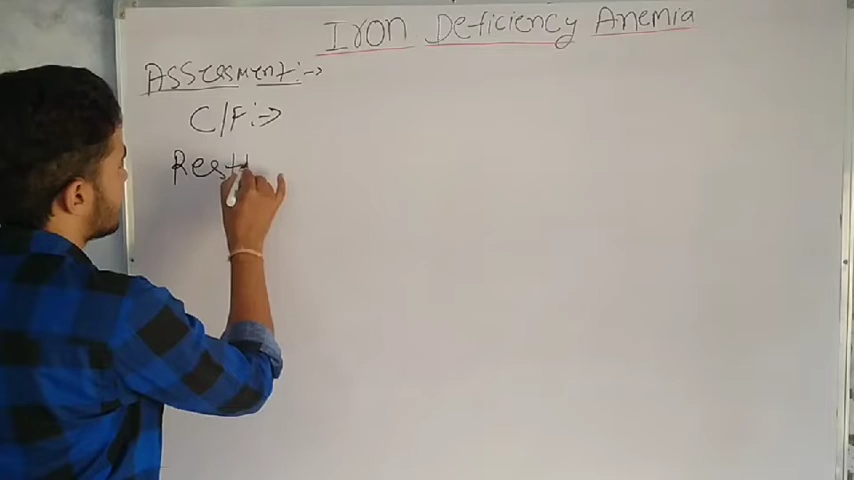 Iron Deficiency Anemia
Assessment:->
C/F:->
Rest